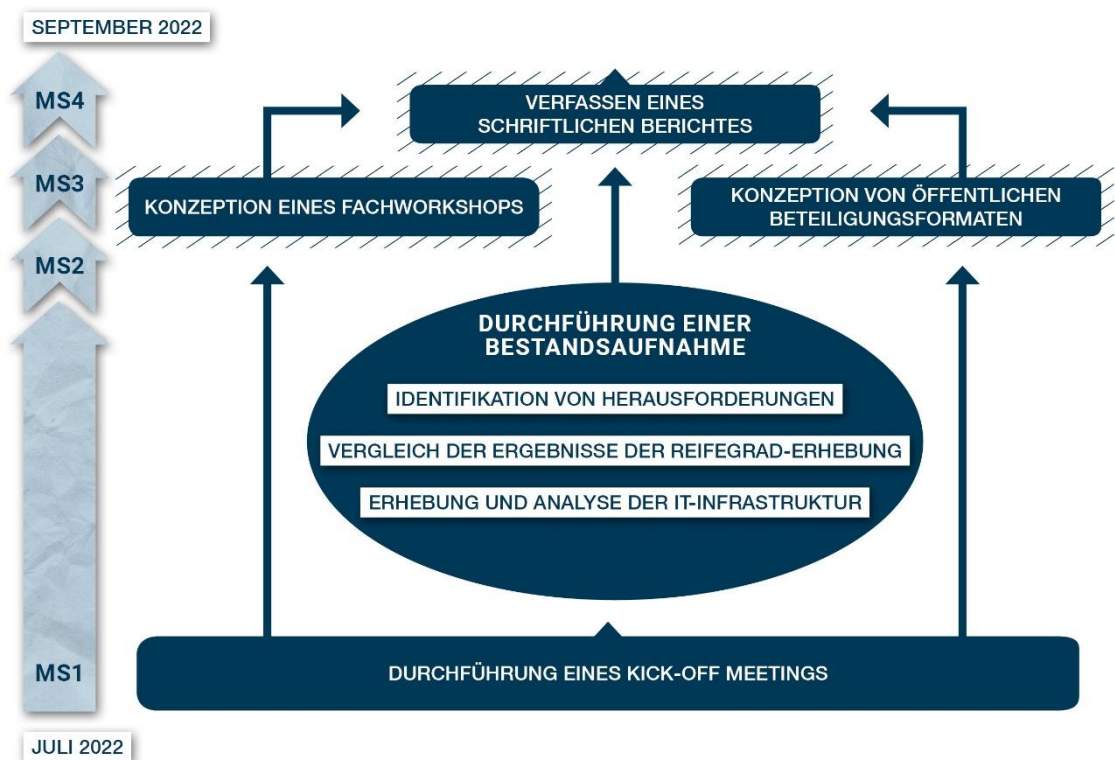 SEPTEMBER 2022
MS4
VERFASSEN EINES
SCHRIFTLICHEN BERICHTES
MS3
KONZEPTION EINES FACHWORKSHOPS
KONZEPTION VON ÖFFENTLICHEN
BETEILIGUNGSFORMATEN
MS2
DURCHFÜHRUNG EINER
BESTANDSAUFNAHME
IDENTIFIKATION VON HERAUSFORDERUNGEN
VERGLEICH DER ERGEBNISSE DER REIFEGRAD-ERHEBUNG
ERHEBUNG UND ANALYSE DER IT-INFRASTRUKTUR
MS1
DURCHFÜHRUNG EINES KICK-OFF MEETINGS
JULI 2022